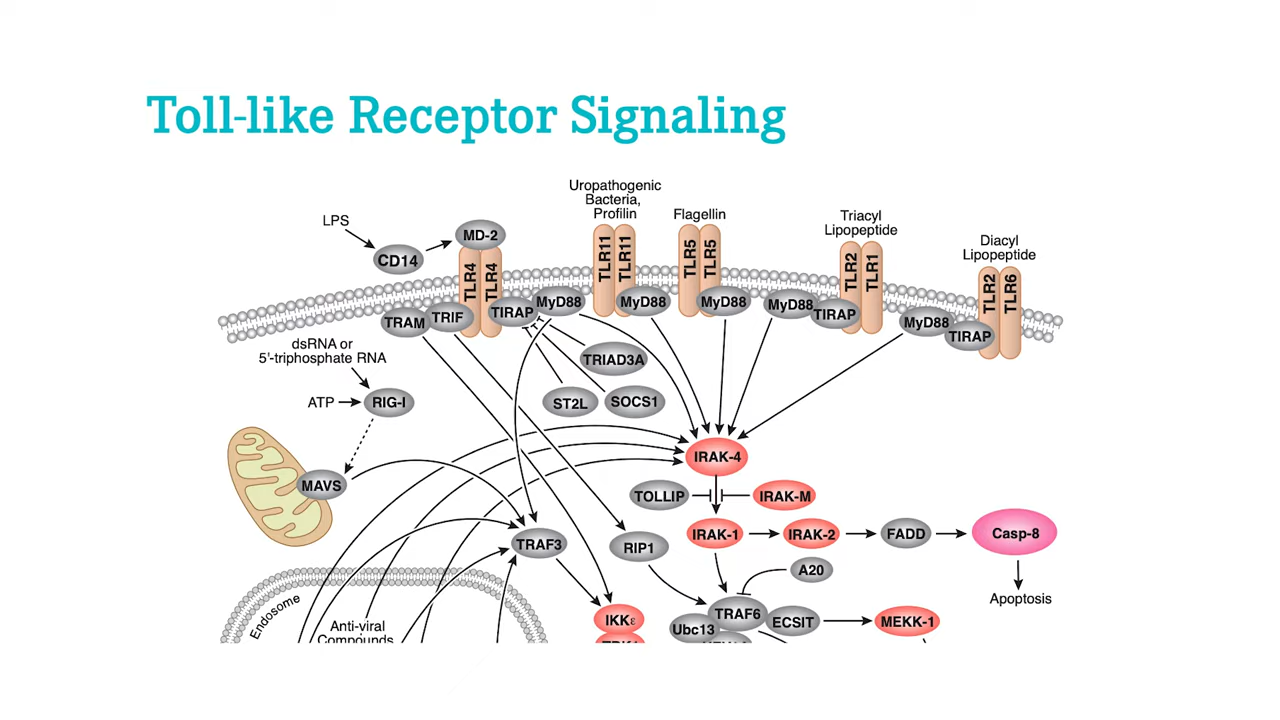 Toll-like Receptor Signaling
Uropathogenic
Bacteria,
Profilin
Flagellin
Triacyl
Lipopeptide
Diacyl
Lipopeptide
LPS
CD14
MD-2
TLR4
TLR4
TLR11
TLR11
TLR5
TLR5
TLR2
TLR1
TLR2
TLR6
TRAM
TRIF
TIRAP
MyD88
MyD88
MyD88
MyD88
TIRAP
MyD88
TIRAP
dsRNA or
5'-triphosphate RNA
ATP
RIG-I
TRIAD3A
ST2L
SOCS1
MAVS
IRAK-4
TOLLIP
IRAK-M
TRAF3
RIP1
IRAK-1
IRAK-2
FADD
Casp-8
A20
Apoptosis
Endosome
Anti-viral
Compounds
IKKε
Ubc13
TRAF6
ECSIT
MEKK-1